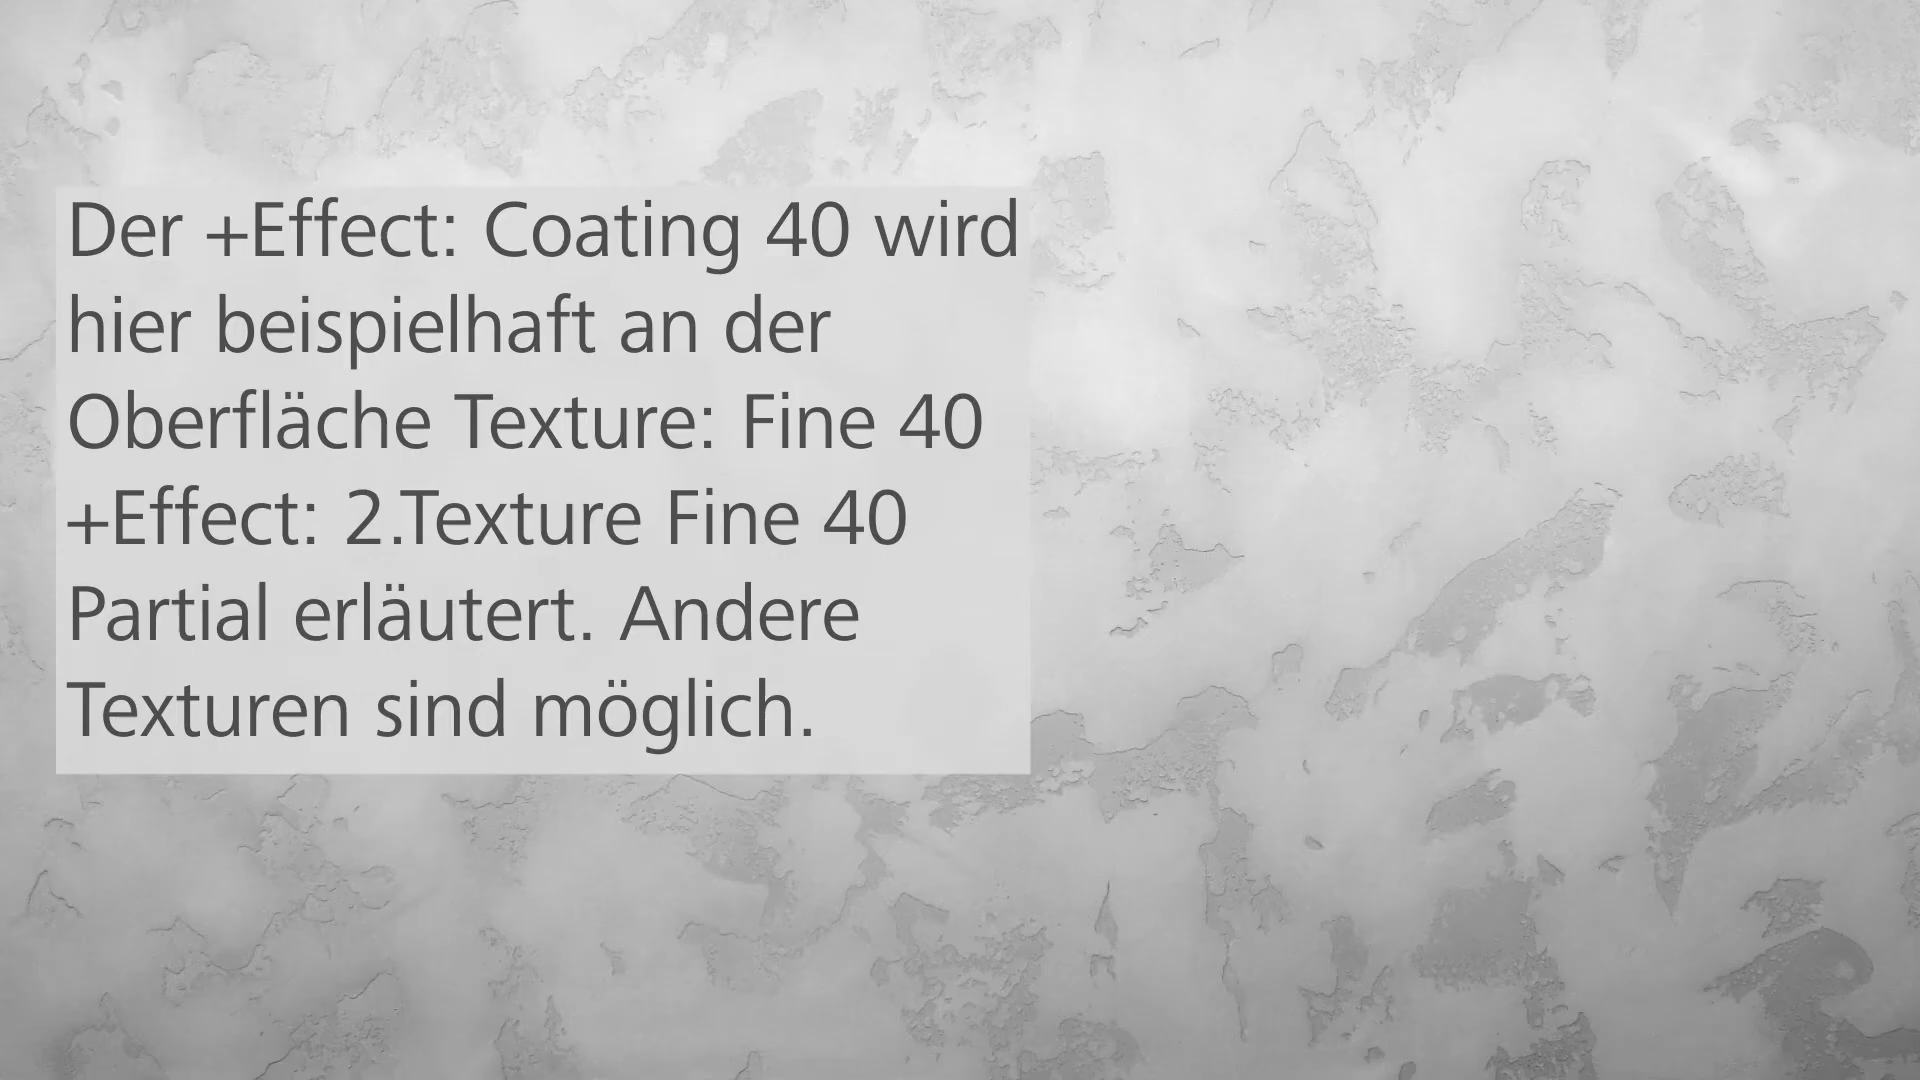 Der +Effect: Coating 40 wird
hier beispielhaft an der
Oberfläche Texture: Fine 40
+Effect: 2.Texture Fine 40
Partial erläutert. Andere
Texturen sind möglich.